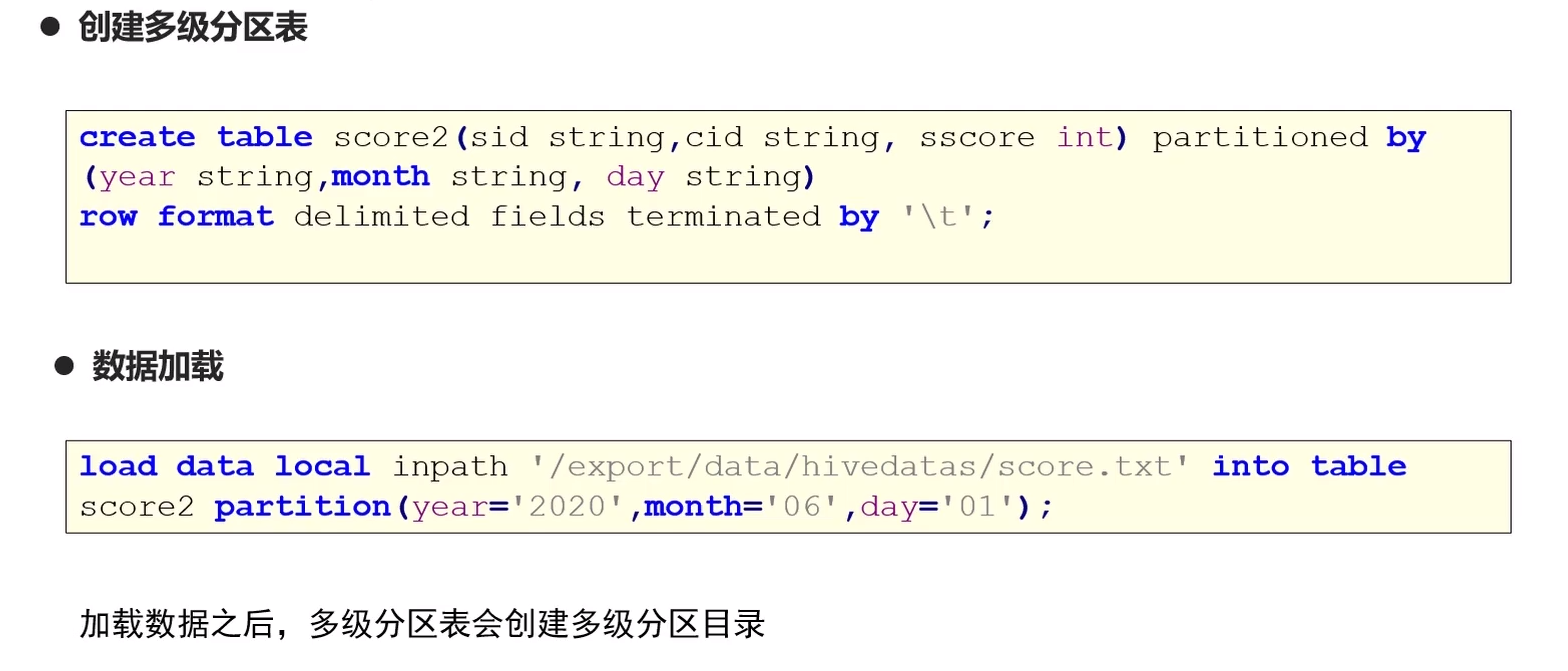 ● 创建多级分区表
create table score2(sid string,cid string, sscore int) partitioned by
(year string,month string, day string)
row format delimited fields terminated by '\t';
● 数据加载
load data local inpath '/export/data/hivedatas/score.txt' into table
score2 partition(year='2020',month='06',day='01');
加载数据之后，多级分区表会创建多级分区目录